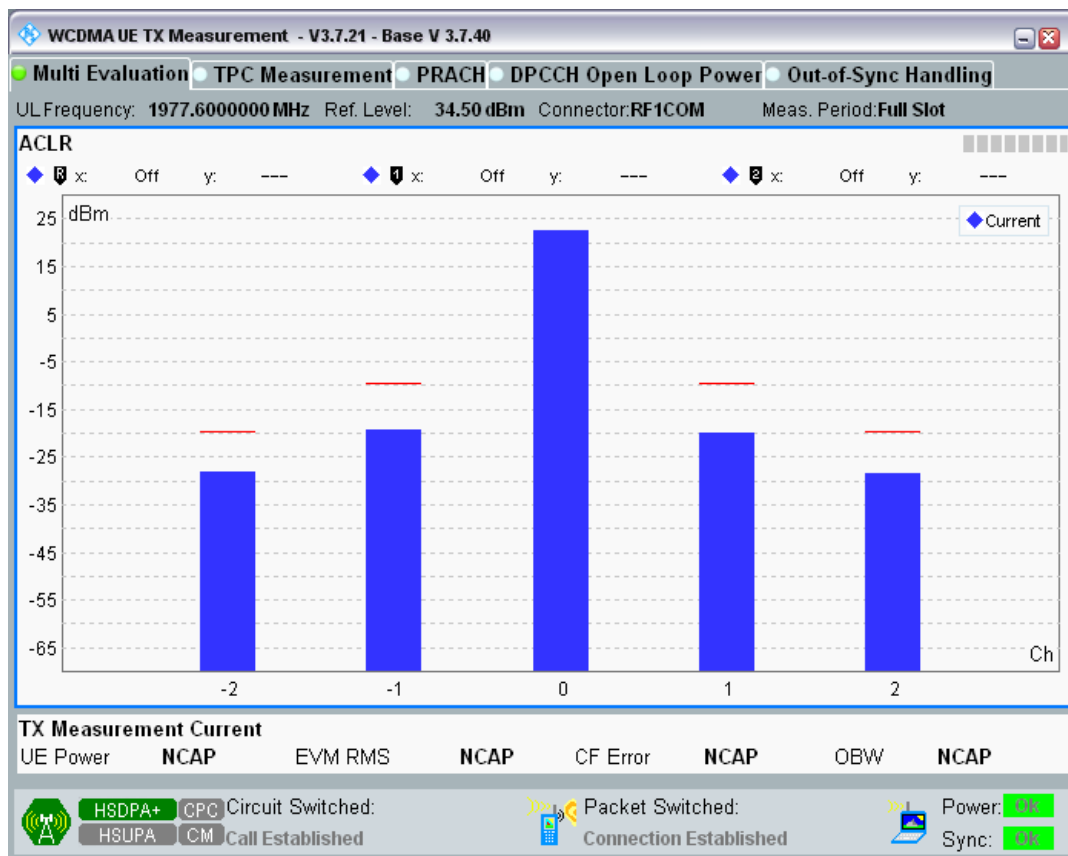 WCDMA UE TX Measurement - V3.7.21 - Base V 3.7.40
Multi Evaluation TPC Measurement PRACH DPCCH Open Loop Power Out-of-Sync Handling
UL Frequency: 1977.6000000 MHz Ref. Level: 34.50 dBm Connector:RF1COM Meas. Period:Full Slot
ACLR
R x: Off y: --- 1 x: Off y: --- 2 x: Off y: ---
dBm
Current
25
15
5
-5
-15
-25
-35
-45
-55
-65
Ch
-2 -1 0 1 2
TX Measurement Current
UE Power NCAP EVM RMS NCAP CF Error NCAP OBW NCAP
HSDPA+ CPC Circuit Switched: Packet Switched: Power: OK
HSUPA CM Call Established Connection Established Sync: OK